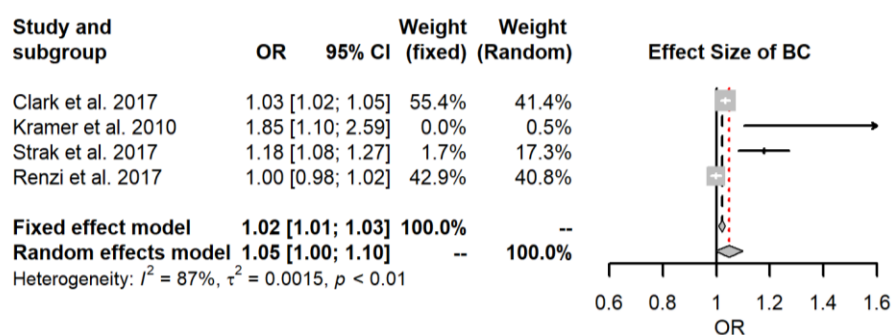 Study and Weight Weight
subgroup OR 95% CI (fixed) (Random) Effect Size of BC
Clark et al. 2017 1.03 [1.02; 1.05] 55.4% 41.4%
Kramer et al. 2010 1.85 [1.10; 2.59] 0.0% 0.5%
Strak et al. 2017 1.18 [1.08; 1.27] 1.7% 17.3%
Renzi et al. 2017 1.00 [0.98; 1.02] 42.9% 40.8%
Fixed effect model 1.02 [1.01; 1.03] 100.0% --
Random effects model 1.05 [1.00; 1.10] -- 100.0%
Heterogeneity: I² = 87%, τ² = 0.0015, p < 0.01
0.6 0.8 1 1.2 1.4 1.6
OR